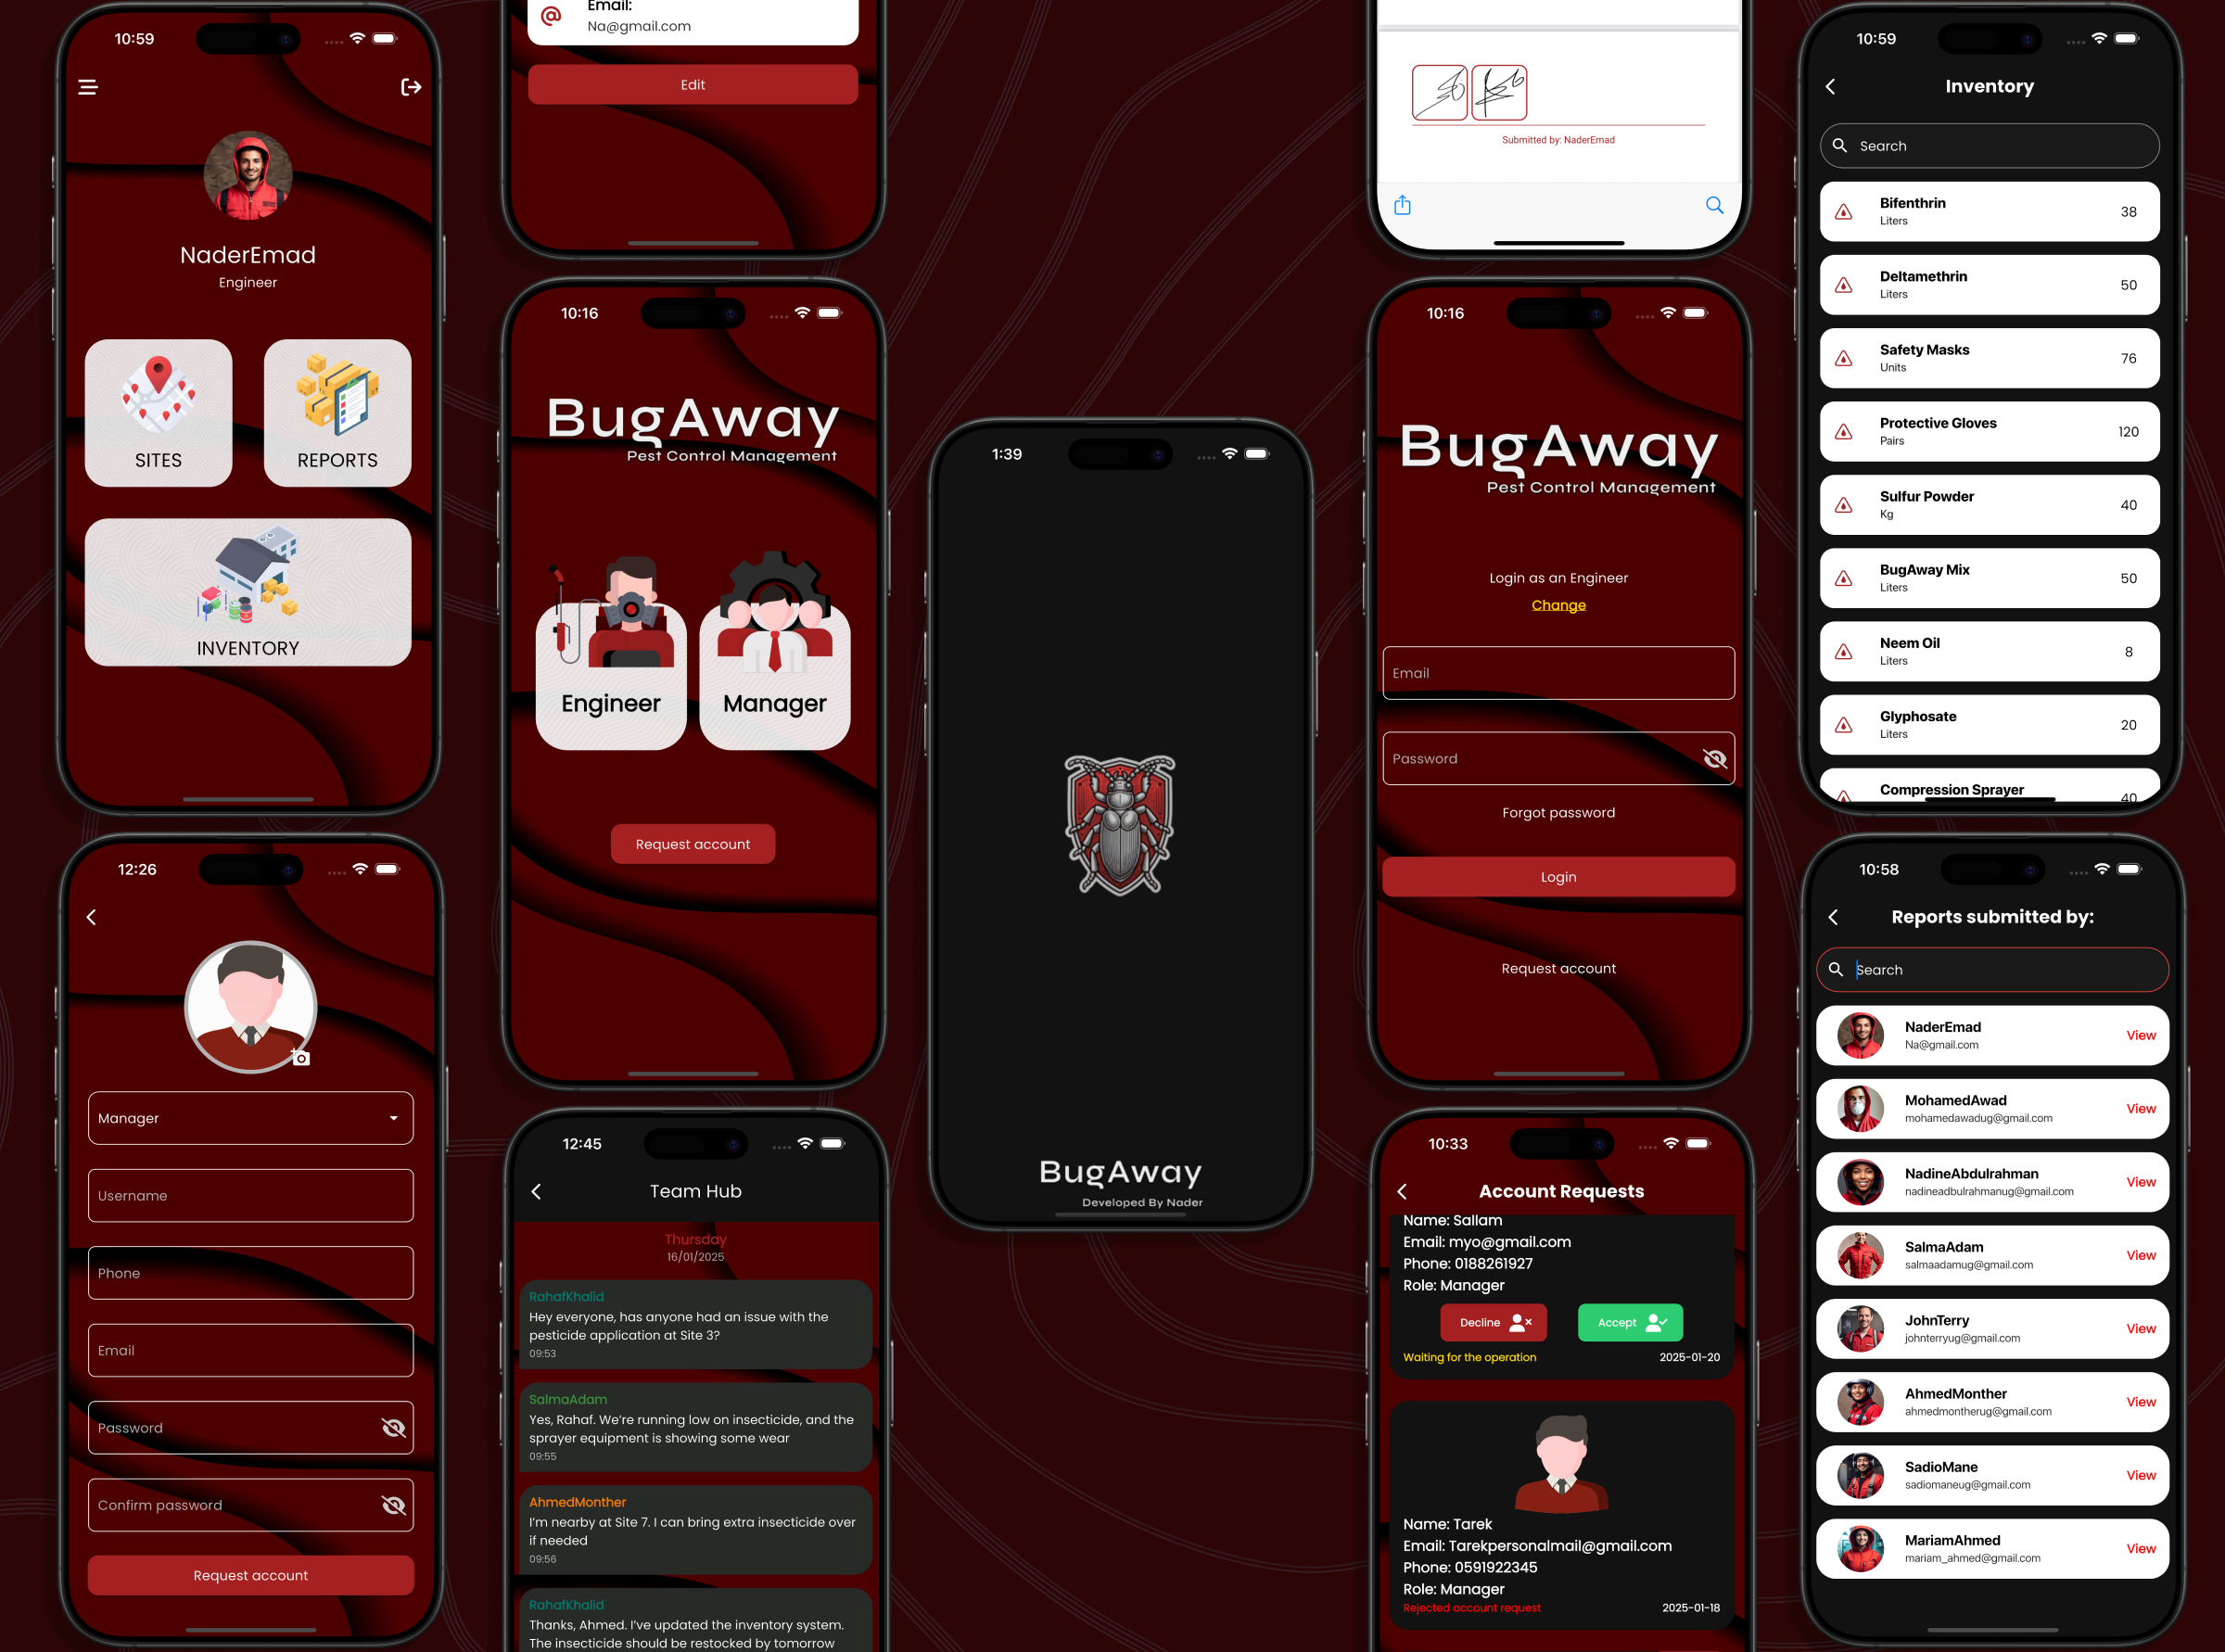 10:59
NaderEmad
Engineer
SITES
REPORTS
INVENTORY
12:26
Manager
Username
Phone
Email
Password
Confirm password
Request account
Email:
Na@gmail.com
Edit
10:16
BugAway
Pest Control Management
Engineer
Manager
Request account
12:45
Team Hub
Thursday
16/01/2025
RahafKhalid
Hey everyone, has anyone had an issue with the
pesticide application at Site 3?
09:53
SalmaAdam
Yes, Rahaf. We’re running low on insecticide, and the
sprayer equipment is showing some wear
09:55
AhmedMonther
I’m nearby at Site 7. I can bring extra insecticide over
if needed
09:56
RahafKhalid
Thanks, Ahmed. I’ve updated the inventory system.
The insecticide should be restocked by tomorrow
1:39
BugAway
Developed By Nader
Submitted by: NaderEmad
10:16
BugAway
Pest Control Management
Login as an Engineer
Change
Email
Password
Forgot password
Login
Request account
10:33
Account Requests
Name: Sallam
Email: myo@gmail.com
Phone: 0188261927
Role: Manager
Decline
Accept
Waiting for the operation
2025-01-20
Name: Tarek
Email: Tarekpersonalmail@gmail.com
Phone: 0591922345
Role: Manager
Rejected account request
2025-01-18
10:59
Inventory
Search
Bifenthrin
Liters
38
Deltamethrin
Liters
50
Safety Masks
Units
76
Protective Gloves
Pairs
120
Sulfur Powder
Kg
40
BugAway Mix
Liters
50
Neem Oil
Liters
8
Glyphosate
Liters
20
Compression Sprayer
40
10:58
Reports submitted by:
Search
NaderEmad
Na@gmail.com
View
MohamedAwad
mohamedawadug@gmail.com
View
NadineAbdulrahman
nadineadbulrahmanug@gmail.com
View
SalmaAdam
salmaadamug@gmail.com
View
JohnTerry
johnterryug@gmail.com
View
AhmedMonther
ahmedmontherug@gmail.com
View
SadioMane
sadiomaneug@gmail.com
View
MariamAhmed
mariam_ahmed@gmail.com
View